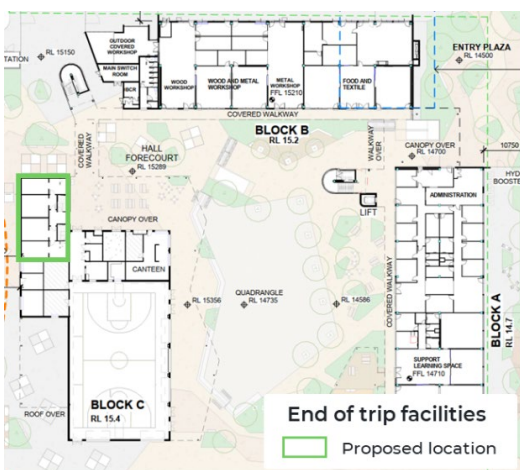 OUTDOOR
COVERED
WORKSHOP
RL 15150
TATION
MAIN SWITCH
ROOM
BCR
WOOD
WORKSHOP
WOOD AND METAL
WORKSHOP
METAL
WORKSHOP
FFL 15210
FOOD AND
TEXTILE
ENTRY PLAZA
RL 14500
COVERED WALKWAY
BLOCK B
RL 15.2
COVERED
WALKWAY
HALL
FORECOURT
RL 15289
WALKWAY
OVER
CANOPY OVER
RL 14700
10750
HYD
BOOSTE
LIFT
ADMINISTRATION
CANOPY OVER
CANTEEN
COVERED WALKWAY
RL 15356
QUADRANGLE
RL 14735
RL 14586
BLOCK A
RL 14.7
SUPPORT
LEARNING SPACE
FFL 14710
BLOCK C
RL 15.4
ROOF OVER
End of trip facilities
Proposed location